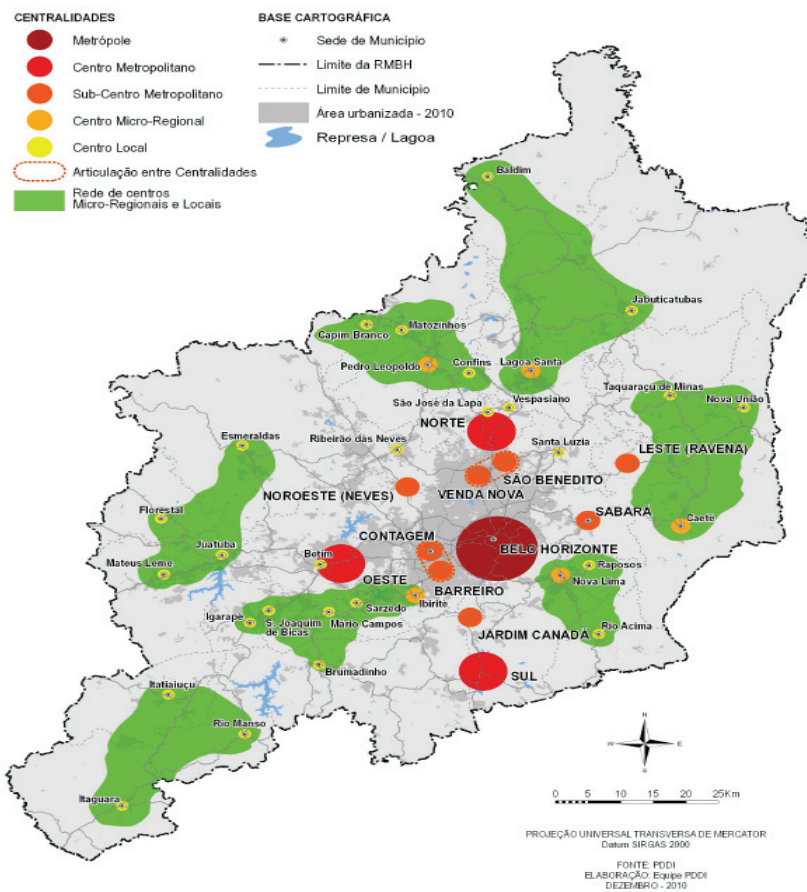 CENTRALIDADES
Metrópole
Centro Metropolitano
Sub-Centro Metropolitano
Centro Micro-Regional
Centro Local
Articulação entre Centralidades
Rede de centros
Micro-Regionais e Locais
BASE CARTOGRÁFICA
Sede de Município
Limite da RMBH
Limite de Município
Área urbanizada - 2010
Represa / Lagoa
Baldim
Jabuticatubas
Capim Branco
Matozinhos
Pedro Leopoldo
Confins
Lagoa Santa
Taquaraçú de Minas
Nova União
São José da Lapa
Vespasiano
NORTE
Esmeraldas
Ribeirão das Neves
Santa Luzia
LESTE (RAVENA)
SÃO BENEDITO
NOROESTE (NEVES)
VENDA NOVA
Florestal
SABARA
Caeté
CONTAGEM
Juatuba
Betim
BELO HORIZONTE
Mateus Leme
OESTE
Raposos
Nova Lima
BARREIRO
Ibirité
Sarzedo
Igarape
S. Joaquim
de Bicas
Mario Campos
JARDIM CANADÁ
Rio Acima
Brumadinho
SUL
Itatiaiuçu
Rio Manso
Itaguara
N
W
E
S
0 5 10 15 20 25Km
PROJEÇÃO UNIVERSAL TRANSVERSA DE MERCATOR
Datum SIRGAS 2000
FONTE: PDDI
ELABORAÇÃO: Equipe PDDI
DEZEMBRO - 2010